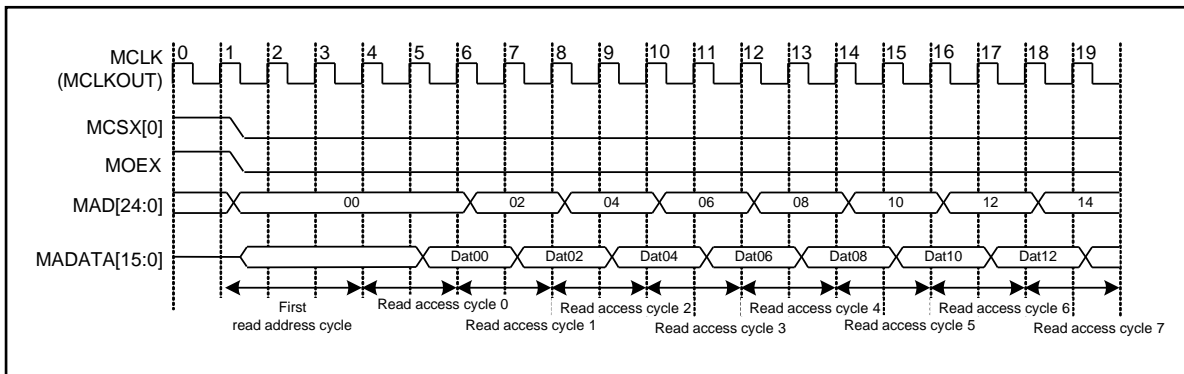 0 1 2 3 4 5 6 7 8 9 10 11 12 13 14 15 16 17 18 19
MCLK
(MCLKOUT)
MCSX[0]
MOEX
MAD[24:0]
00 02 04 06 08 10 12 14
MADATA[15:0]
Dat00 Dat02 Dat04 Dat06 Dat08 Dat10 Dat12
First
read address cycle
Read access cycle 0
Read access cycle 1
Read access cycle 2
Read access cycle 3
Read access cycle 4
Read access cycle 5
Read access cycle 6
Read access cycle 7